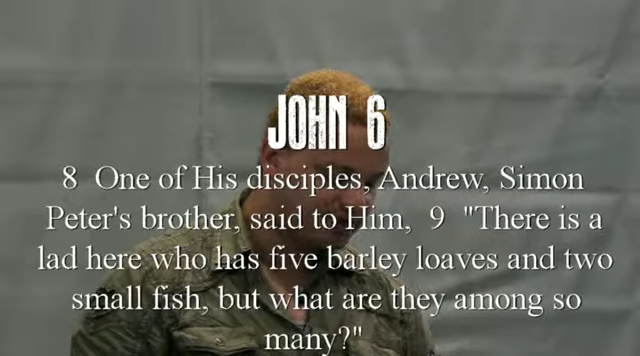 JOHN 6
8 One of His disciples, Andrew, Simon
Peter's brother, said to Him, 9 "There is a
lad here who has five barley loaves and two
small fish, but what are they among so
many?"